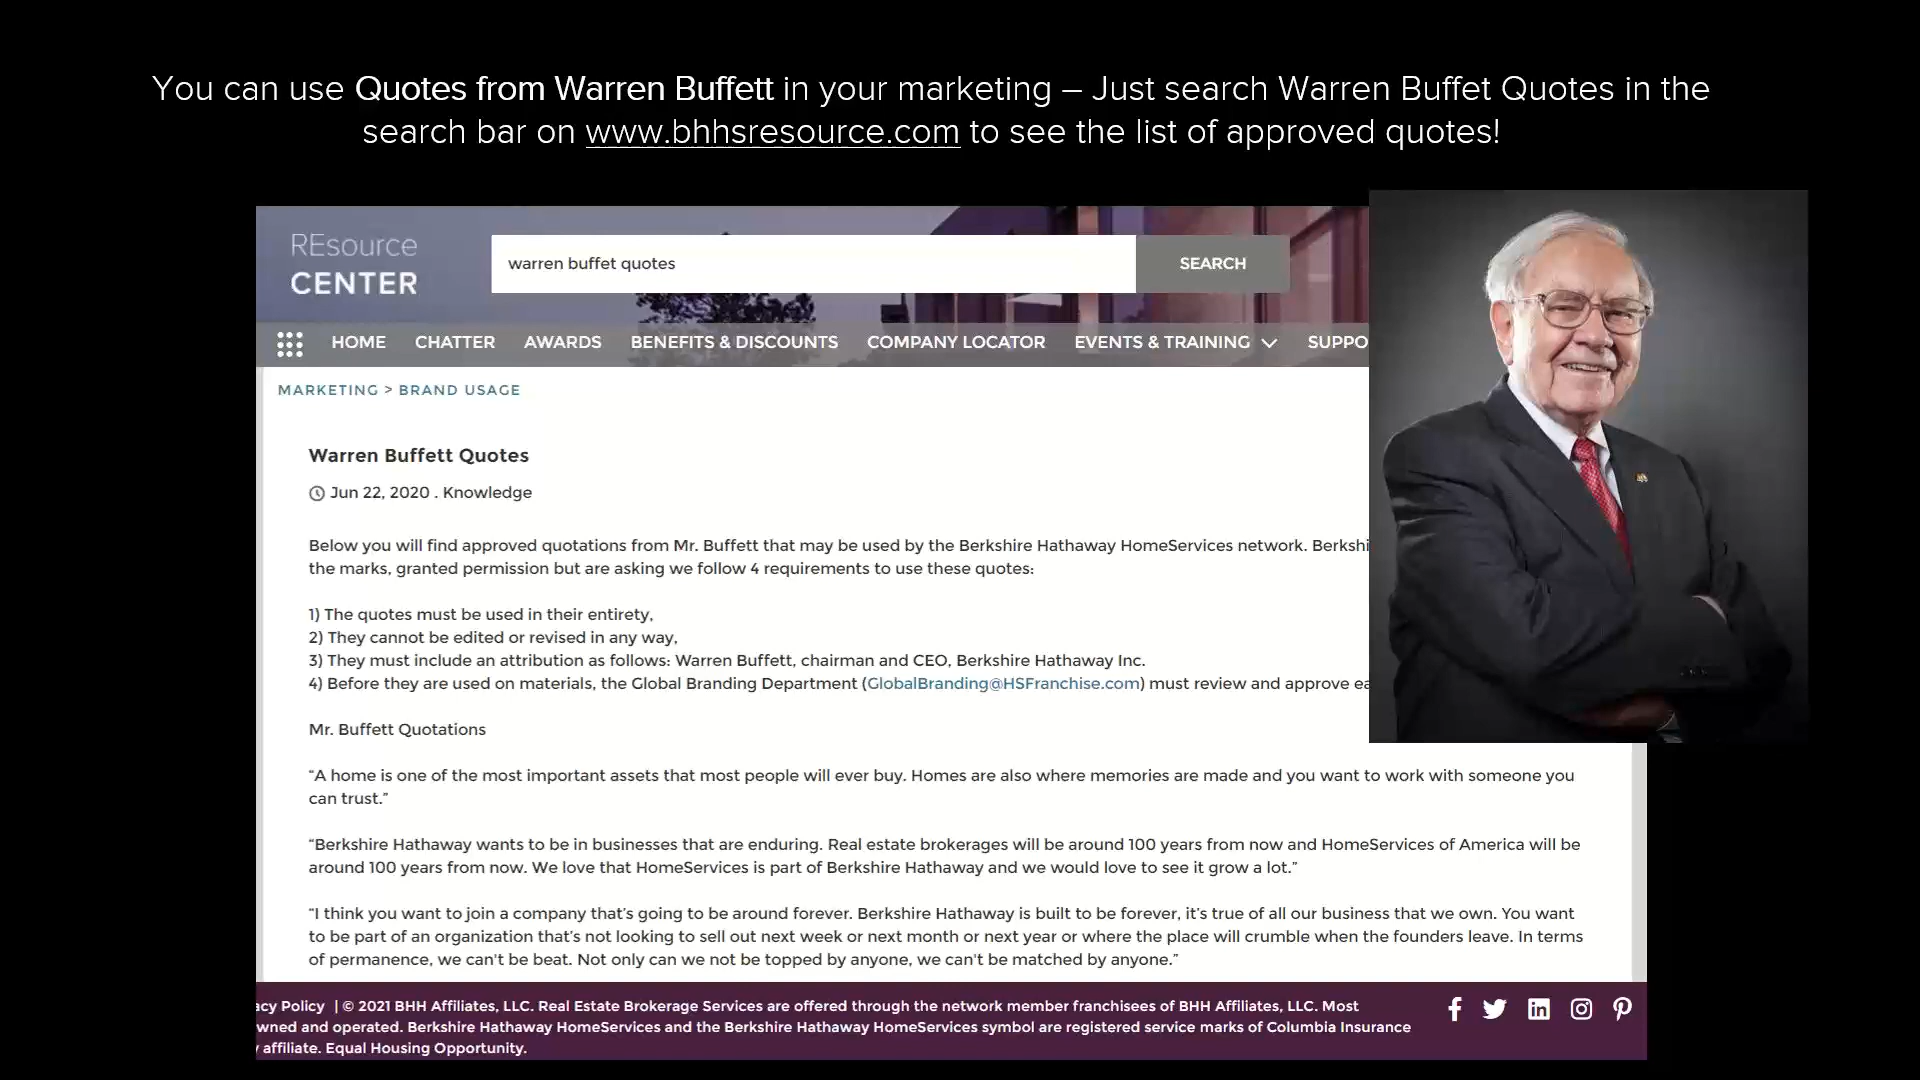 You can use Quotes from Warren Buffett in your marketing – Just search Warren Buffet Quotes in the
search bar on www.bhhsresource.com to see the list of approved quotes!
REsource
CENTER
warren buffet quotes
SEARCH
HOME CHATTER AWARDS BENEFITS & DISCOUNTS COMPANY LOCATOR EVENTS & TRAINING SUPPO
MARKETING > BRAND USAGE
Warren Buffett Quotes
Jun 22, 2020 . Knowledge
Below you will find approved quotations from Mr. Buffett that may be used by the Berkshire Hathaway HomeServices network. Berkshi
the marks, granted permission but are asking we follow 4 requirements to use these quotes:
1) The quotes must be used in their entirety,
2) They cannot be edited or revised in any way,
3) They must include an attribution as follows: Warren Buffett, chairman and CEO, Berkshire Hathaway Inc.
4) Before they are used on materials, the Global Branding Department (GlobalBranding@HSFranchise.com) must review and approve ea
Mr. Buffett Quotations
“A home is one of the most important assets that most people will ever buy. Homes are also where memories are made and you want to work with someone you
can trust.”
“Berkshire Hathaway wants to be in businesses that are enduring. Real estate brokerages will be around 100 years from now and HomeServices of America will be
around 100 years from now. We love that HomeServices is part of Berkshire Hathaway and we would love to see it grow a lot.”
“I think you want to join a company that’s going to be around forever. Berkshire Hathaway is built to be forever, it’s true of all our business that we own. You want
to be part of an organization that’s not looking to sell out next week or next month or next year or where the place will crumble when the founders leave. In terms
of permanence, we can't be beat. Not only can we not be topped by anyone, we can't be matched by anyone.”
acy Policy | © 2021 BHH Affiliates, LLC. Real Estate Brokerage Services are offered through the network member franchisees of BHH Affiliates, LLC. Most
wned and operated. Berkshire Hathaway HomeServices and the Berkshire Hathaway HomeServices symbol are registered service marks of Columbia Insurance
y affiliate. Equal Housing Opportunity.